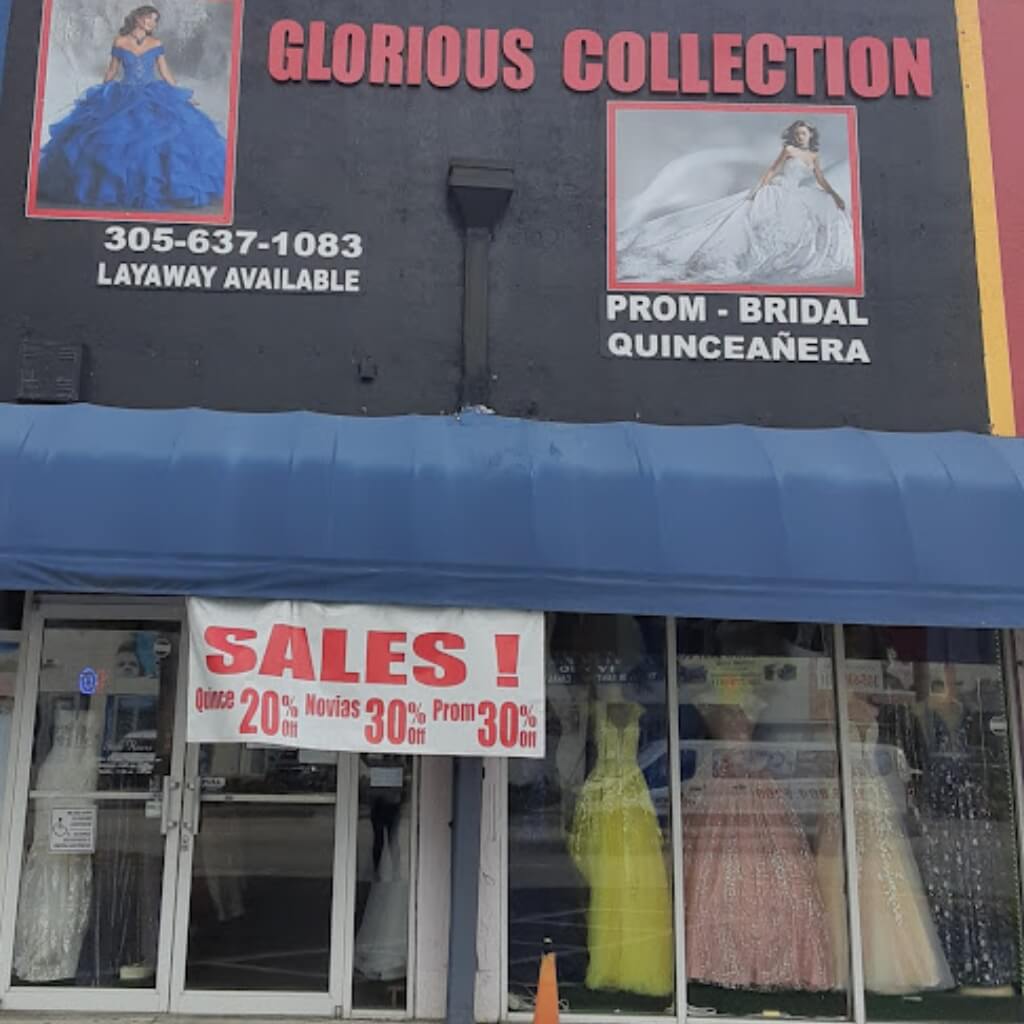 GLORIOUS COLLECTION
305-637-1083
LAYAWAY AVAILABLE
PROM - BRIDAL
QUINCEAÑERA
SALES !
Quince 20% Off Novias 30% Off Prom 30% Off